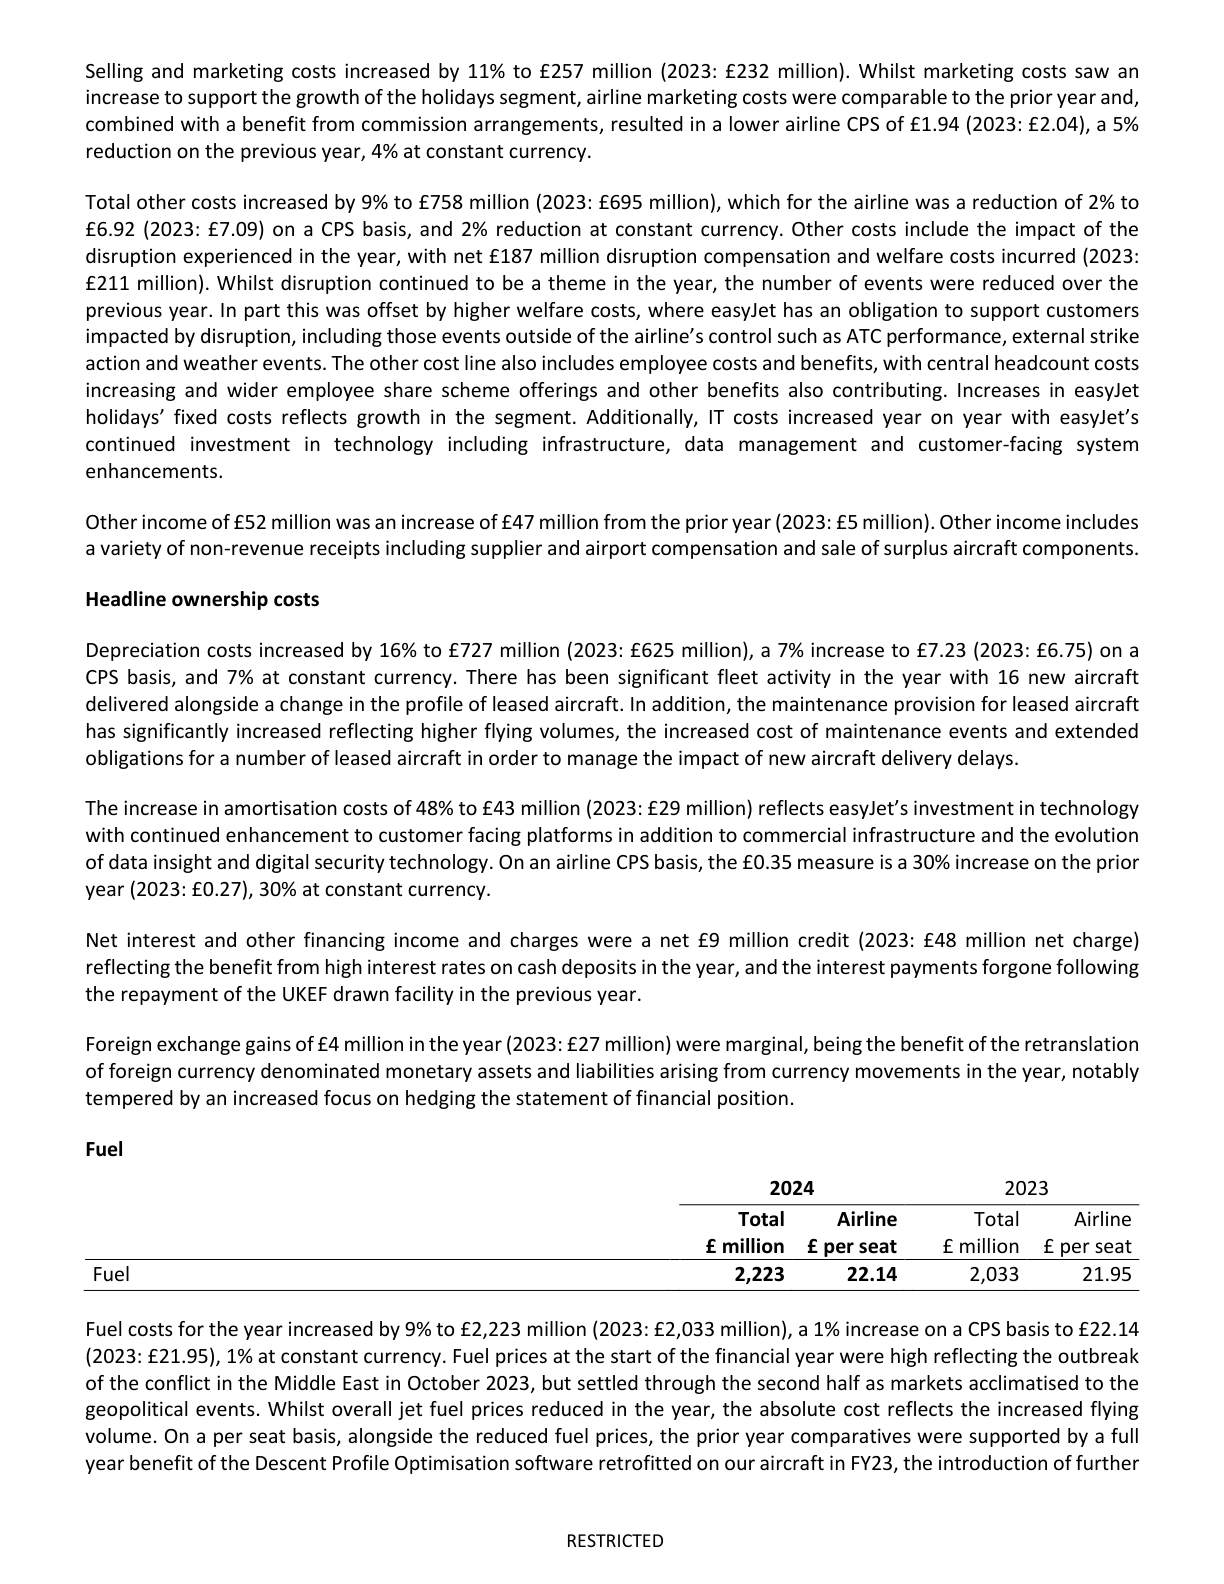 Selling and marketing costs increased by 11% to £257 million (2023: £232 million). Whilst marketing costs saw an
increase to support the growth of the holidays segment, airline marketing costs were comparable to the prior year and,
combined with a benefit from commission arrangements, resulted in a lower airline CPS of £1.94 (2023: £2.04), a 5%
reduction on the previous year, 4% at constant currency.
Total other costs increased by 9% to £758 million (2023: £695 million), which for the airline was a reduction of 2% to
£6.92 (2023: £7.09) on a CPS basis, and 2% reduction at constant currency. Other costs include the impact of the
disruption experienced in the year, with net £187 million disruption compensation and welfare costs incurred (2023:
£211 million). Whilst disruption continued to be a theme in the year, the number of events were reduced over the
previous year. In part this was offset by higher welfare costs, where easyJet has an obligation to support customers
impacted by disruption, including those events outside of the airline’s control such as ATC performance, external strike
action and weather events. The other cost line also includes employee costs and benefits, with central headcount costs
increasing and wider employee share scheme offerings and other benefits also contributing. Increases in easyJet
holidays’ fixed costs reflects growth in the segment. Additionally, IT costs increased year on year with easyJet’s
continued investment in technology including infrastructure, data management and customer-facing system
enhancements.
Other income of £52 million was an increase of £47 million from the prior year (2023: £5 million). Other income includes
a variety of non-revenue receipts including supplier and airport compensation and sale of surplus aircraft components.
Headline ownership costs
Depreciation costs increased by 16% to £727 million (2023: £625 million), a 7% increase to £7.23 (2023: £6.75) on a
CPS basis, and 7% at constant currency. There has been significant fleet activity in the year with 16 new aircraft
delivered alongside a change in the profile of leased aircraft. In addition, the maintenance provision for leased aircraft
has significantly increased reflecting higher flying volumes, the increased cost of maintenance events and extended
obligations for a number of leased aircraft in order to manage the impact of new aircraft delivery delays.
The increase in amortisation costs of 48% to £43 million (2023: £29 million) reflects easyJet’s investment in technology
with continued enhancement to customer facing platforms in addition to commercial infrastructure and the evolution
of data insight and digital security technology. On an airline CPS basis, the £0.35 measure is a 30% increase on the prior
year (2023: £0.27), 30% at constant currency.
Net interest and other financing income and charges were a net £9 million credit (2023: £48 million net charge)
reflecting the benefit from high interest rates on cash deposits in the year, and the interest payments forgone following
the repayment of the UKEF drawn facility in the previous year.
Foreign exchange gains of £4 million in the year (2023: £27 million) were marginal, being the benefit of the retranslation
of foreign currency denominated monetary assets and liabilities arising from currency movements in the year, notably
tempered by an increased focus on hedging the statement of financial position.
Fuel
2024 2023
Total Airline Total Airline
£ million £ per seat £ million £ per seat
Fuel 2,223 22.14 2,033 21.95
Fuel costs for the year increased by 9% to £2,223 million (2023: £2,033 million), a 1% increase on a CPS basis to £22.14
(2023: £21.95), 1% at constant currency. Fuel prices at the start of the financial year were high reflecting the outbreak
of the conflict in the Middle East in October 2023, but settled through the second half as markets acclimatised to the
geopolitical events. Whilst overall jet fuel prices reduced in the year, the absolute cost reflects the increased flying
volume. On a per seat basis, alongside the reduced fuel prices, the prior year comparatives were supported by a full
year benefit of the Descent Profile Optimisation software retrofitted on our aircraft in FY23, the introduction of further
RESTRICTED